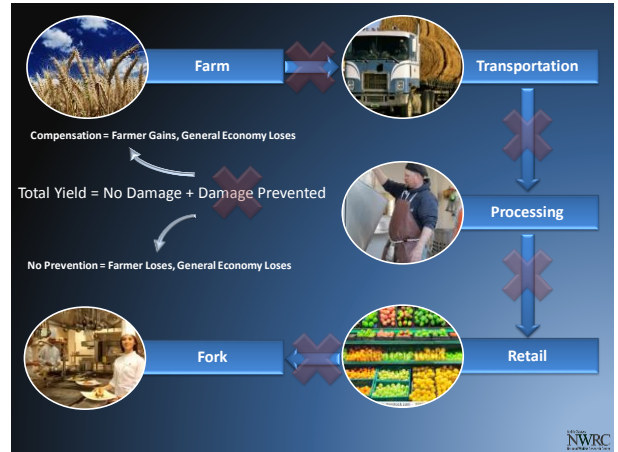 Farm
Transportation
Compensation = Farmer Gains, General Economy Loses
Total Yield = No Damage + Damage Prevented
Processing
No Prevention = Farmer Loses, General Economy Loses
Fork
Retail
NWRC